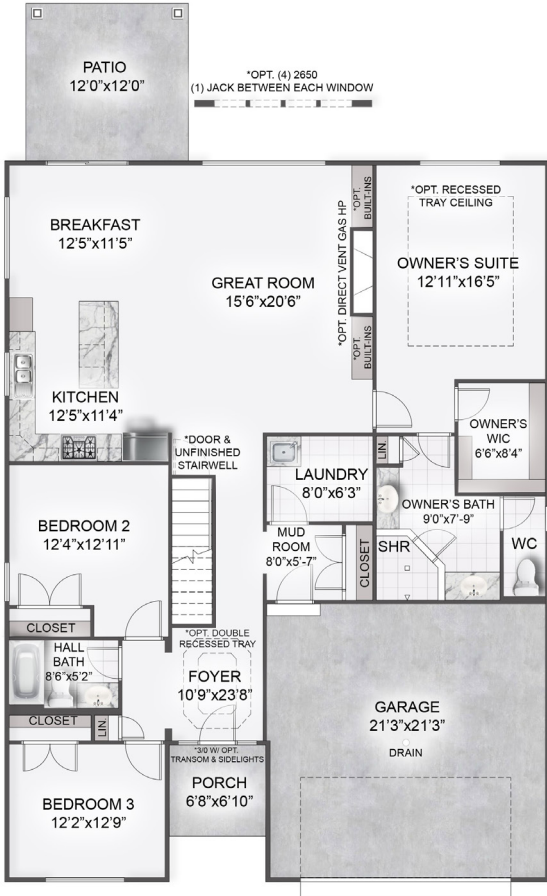 PATIO
12'0"x12'0"
*OPT. (4) 2650
(1) JACK BETWEEN EACH WINDOW
BREAKFAST
12'5"x11'5"
GREAT ROOM
15'6"x20'6"
*OPT. DIRECT VENT GAS HP
*OPT.
BUILT-INS
*OPT.
BUILT-INS
*OPT. RECESSED
TRAY CEILING
OWNER'S SUITE
12'11"x16'5"
KITCHEN
12'5"x11'4"
*DOOR &
UNFINISHED
STAIRWELL
LAUNDRY
8'0"x6'3"
LIN.
OWNER'S
WIC
6'6"x8'4"
OWNER'S BATH
9'0"x7'-9"
BEDROOM 2
12'4"x12'11"
MUD
ROOM
8'0"x5'-7"
CLOSET
SHR
WC
CLOSET
HALL
BATH
8'6"x5'2"
*OPT. DOUBLE
RECESSED TRAY
FOYER
10'9"x23'8"
CLOSET
LIN.
GARAGE
21'3"x21'3"
DRAIN
*3/0 W/ OPT.
TRANSOM & SIDELIGHTS
PORCH
6'8"x6'10"
BEDROOM 3
12'2"x12'9"